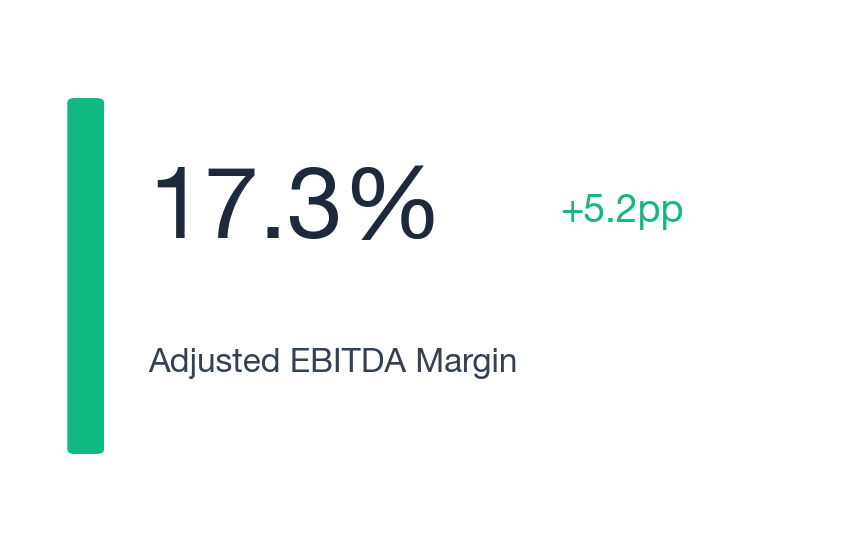 17.3%
+5.2pp
Adjusted EBITDA Margin